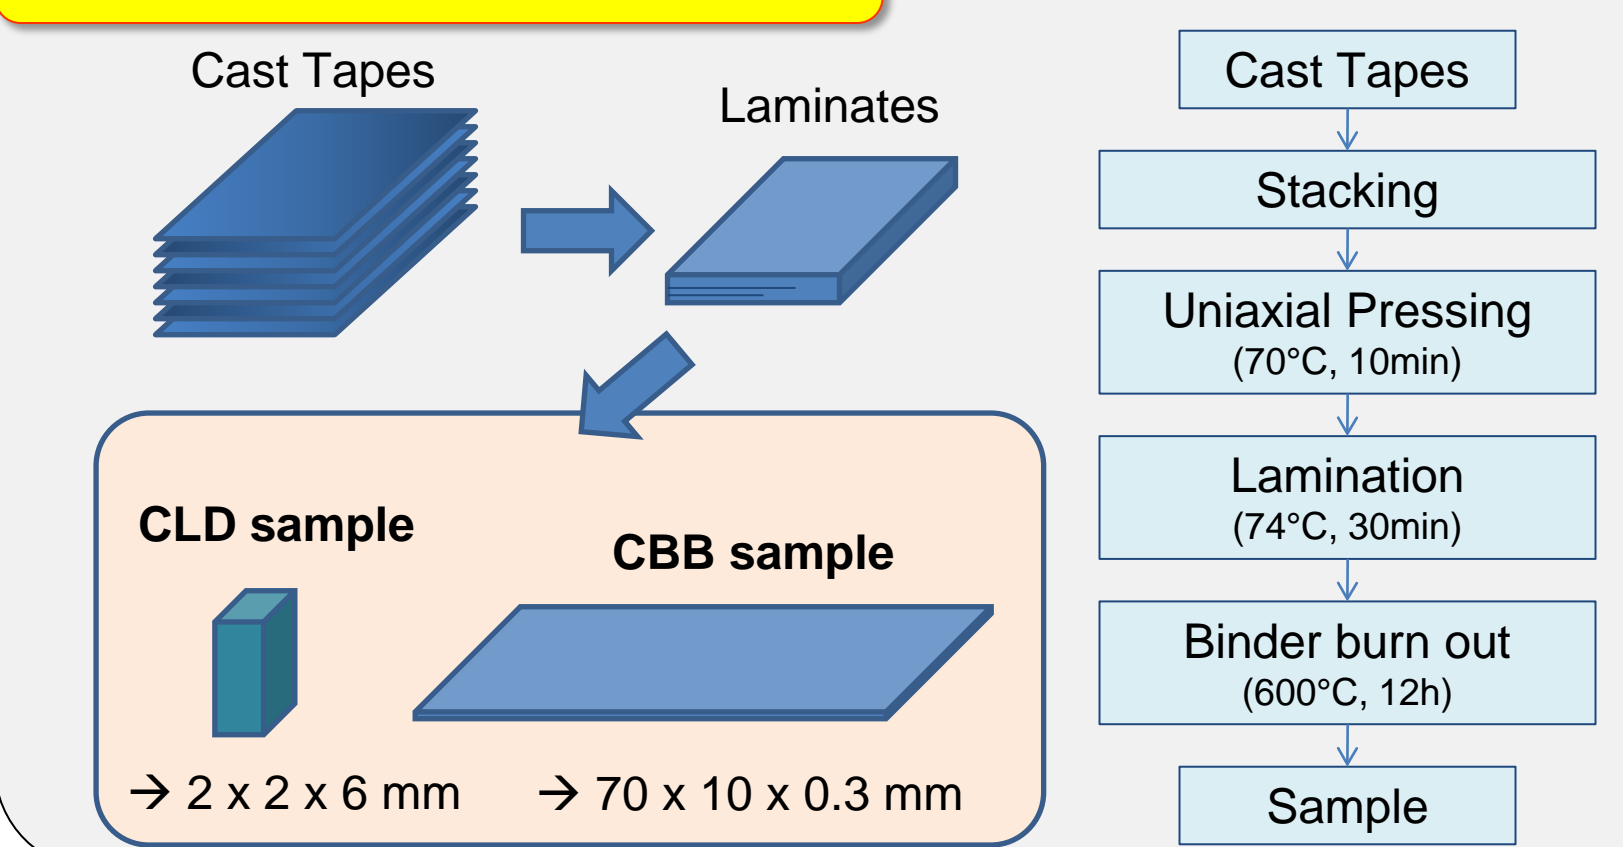 Cast Tapes
Laminates
CLD sample
CBB sample
→ 2 x 2 x 6 mm
→ 70 x 10 x 0.3 mm
Cast Tapes
Stacking
Uniaxial Pressing
(70°C, 10min)
Lamination
(74°C, 30min)
Binder burn out
(600°C, 12h)
Sample